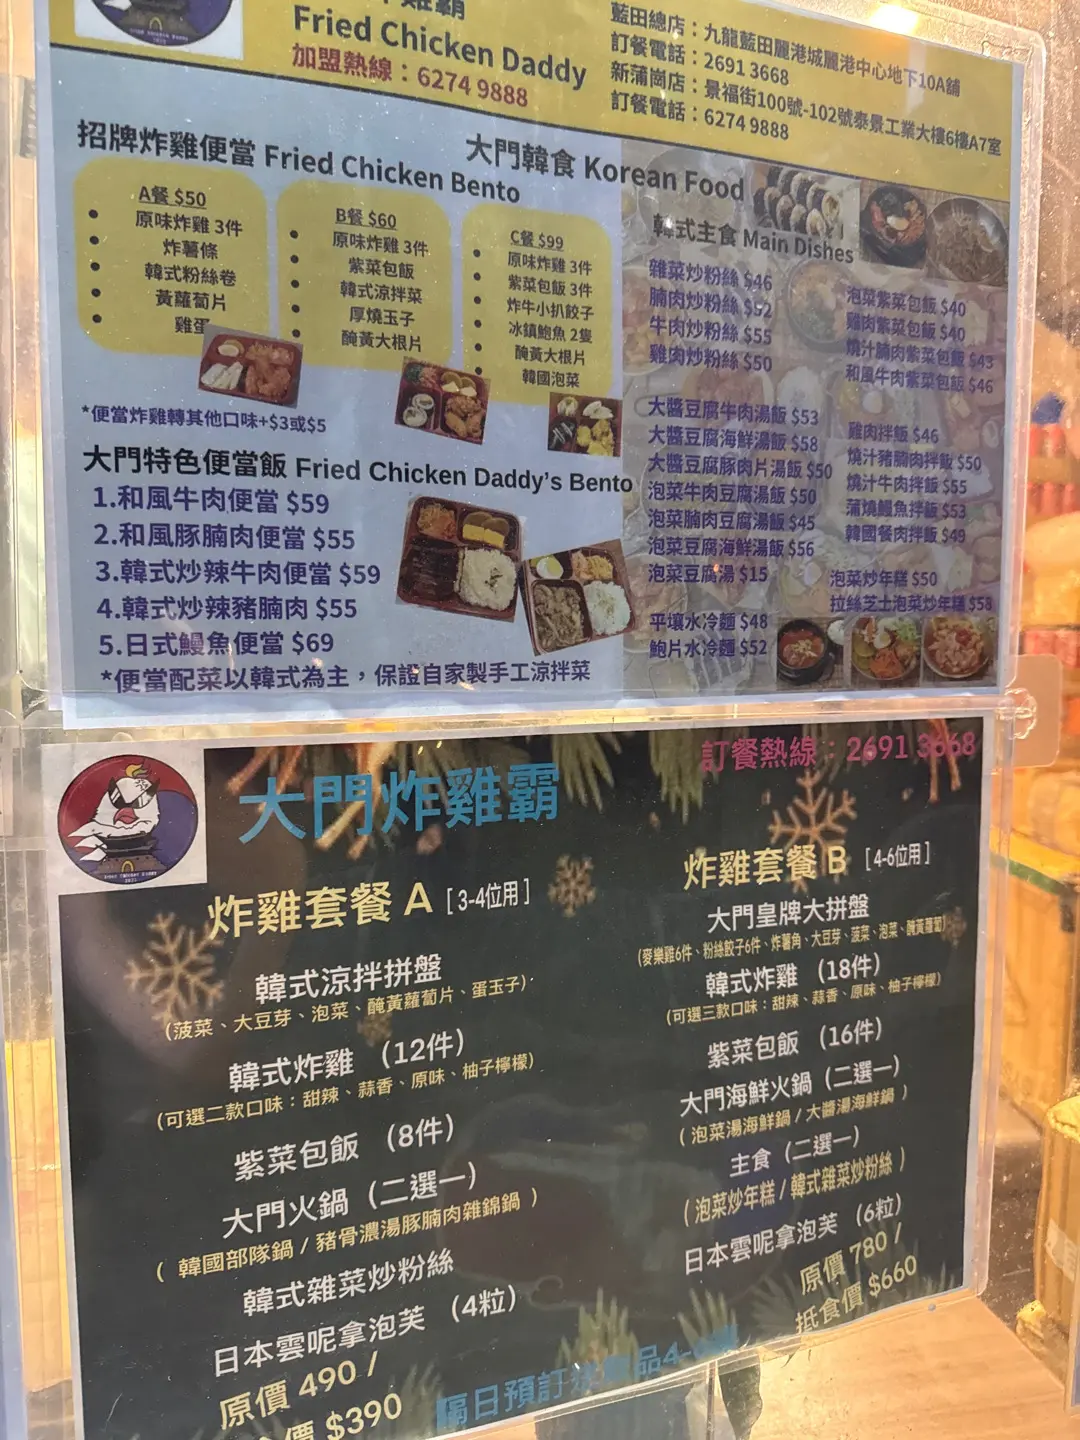 雞霸
Fried Chicken Daddy
加盟熱線：6274 9888
藍田總店：九龍藍田麗港城麗港中心地下10A舖
訂餐電話：2691 3668
新蒲崗店：景福街100號-102號泰景工業大樓6樓A7室
訂餐電話：6274 9888
招牌炸雞便當 Fried Chicken Bento
A餐 $50
原味炸雞 3件
炸薯條
韓式粉絲卷
黃蘿蔔片
雞蛋
B餐 $60
原味炸雞 3件
紫菜包飯
韓式涼拌菜
厚燒玉子
醃黃大根片
C餐 $99
原味炸雞 3件
紫菜包飯 3件
炸牛小扒餃子
冰鎮鮑魚 2隻
醃黃大根片
韓國泡菜
*便當炸雞轉其他口味+$3或$5
大門特色便當飯 Fried Chicken Daddy's Bento
1.和風牛肉便當 $59
2.和風豚腩肉便當 $55
3.韓式炒辣牛肉便當 $59
4.韓式炒辣豬腩肉 $55
5.日式鰻魚便當 $69
*便當配菜以韓式為主，保證自家製手工涼拌菜
大門韓食 Korean Food
韓式主食 Main Dishes
雜菜炒粉絲 $46
腩肉炒粉絲 $52
牛肉炒粉絲 $55
雞肉炒粉絲 $50
泡菜紫菜包飯 $40
雞肉紫菜包飯 $40
燒汁腩肉紫菜包飯 $43
和風牛肉紫菜包飯 $46
大醬豆腐牛肉湯飯 $53
大醬豆腐海鮮湯飯 $58
大醬豆腐豚肉片湯飯 $50
泡菜牛肉豆腐湯飯 $50
泡菜腩肉豆腐湯飯 $45
泡菜豆腐海鮮湯飯 $56
泡菜豆腐湯 $15
雞肉拌飯 $46
燒汁豬腩肉拌飯 $50
燒汁牛肉拌飯 $55
蒲燒鰻魚拌飯 $53
韓國餐肉拌飯 $49
泡菜炒年糕 $50
拉絲芝士泡菜炒年糕 $58
平壤水冷麵 $48
鮑片水冷麵 $52
訂餐熱線：2691 3668
大門炸雞霸
炸雞套餐 A [ 3-4位用 ]
韓式涼拌拼盤
(菠菜、大豆芽、泡菜、醃黃蘿蔔片、蛋玉子)
韓式炸雞 (12件)
(可選二款口味：甜辣、蒜香、原味、柚子檸檬)
紫菜包飯 (8件)
大門火鍋 (二選一)
( 韓國部隊鍋 / 豬骨濃湯豚腩肉雜錦鍋 )
韓式雜菜炒粉絲
日本雲呢拿泡芙 (4粒)
原價 490 /
價 $390
炸雞套餐 B [ 4-6位用 ]
大門皇牌大拼盤
(麥樂雞6件、粉絲餃子6件、炸薯角、大豆芽、菠菜、泡菜、醃黃蘿蔔)
韓式炸雞 (18件)
(可選三款口味：甜辣、蒜香、原味、柚子檸檬)
紫菜包飯 (16件)
大門海鮮火鍋 (二選一)
( 泡菜湯海鮮鍋 / 大醬湯海鮮鍋 )
主食 (二選一)
( 泡菜炒年糕 / 韓式雜菜炒粉絲 )
日本雲呢拿泡芙 (6粒)
原價 780 /
抵食價 $660
隔日預訂